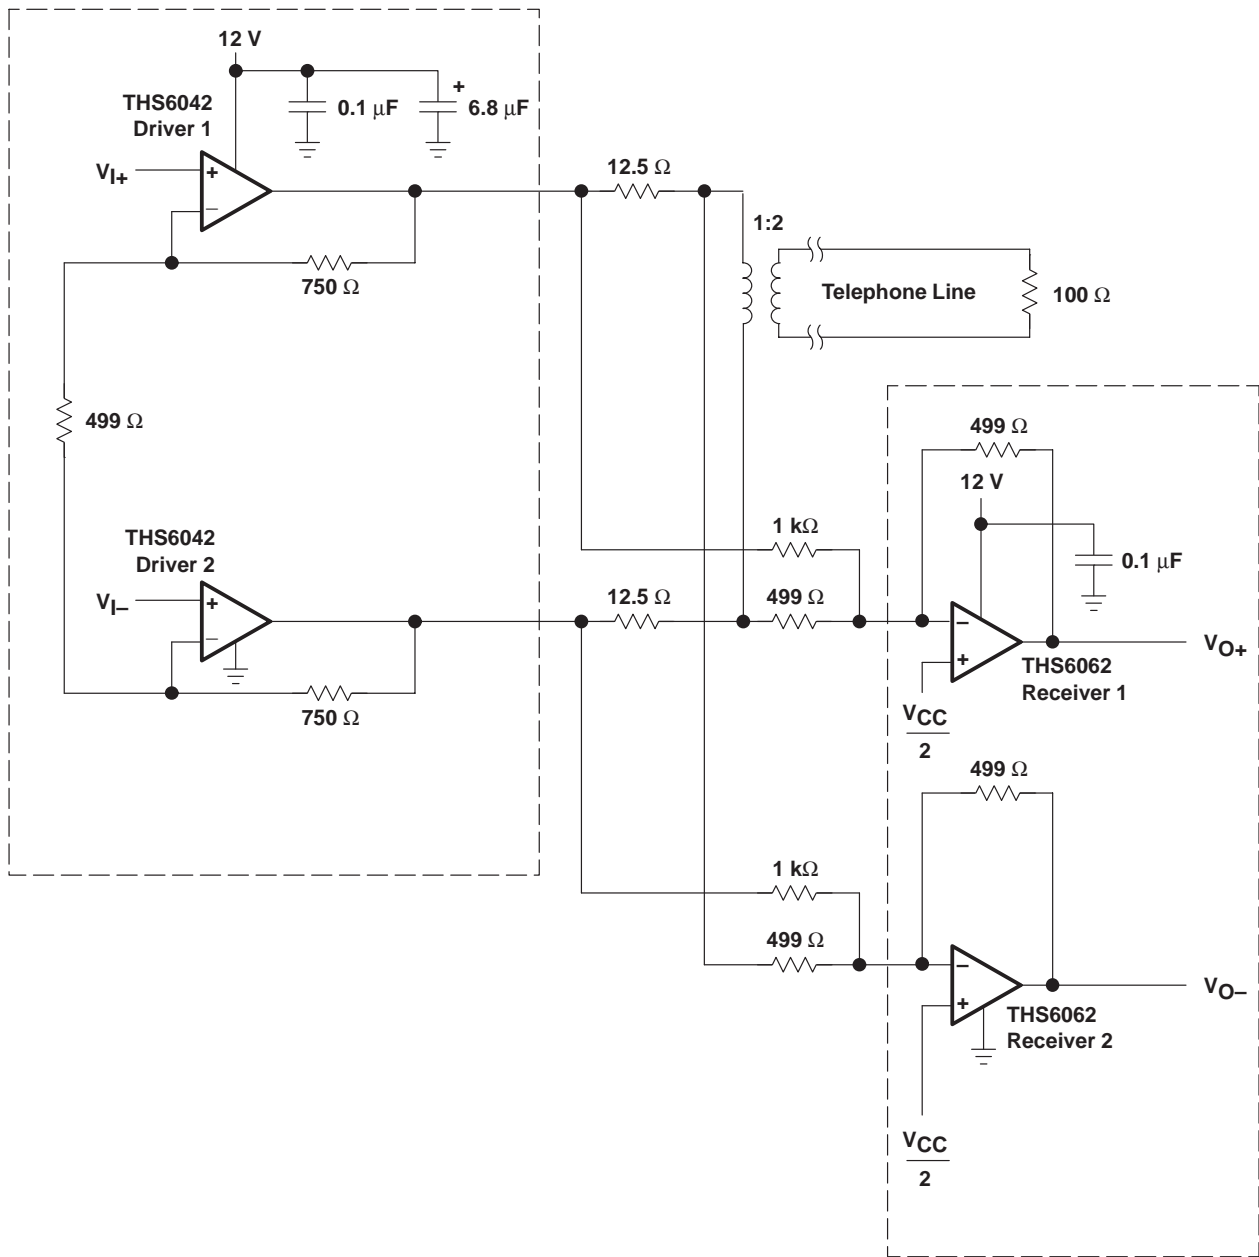 12 V
THS6042
Driver 1
+
0.1 μF
6.8 μF
VI+
+
−
12.5 Ω
1:2
750 Ω
Telephone Line
100 Ω
499 Ω
499 Ω
12 V
THS6042
Driver 2
1 kΩ
0.1 μF
VI−
+
−
12.5 Ω
499 Ω
−
+
VO+
THS6062
Receiver 1
750 Ω
VCC
2
499 Ω
1 kΩ
499 Ω
−
+
VO−
THS6062
Receiver 2
VCC
2